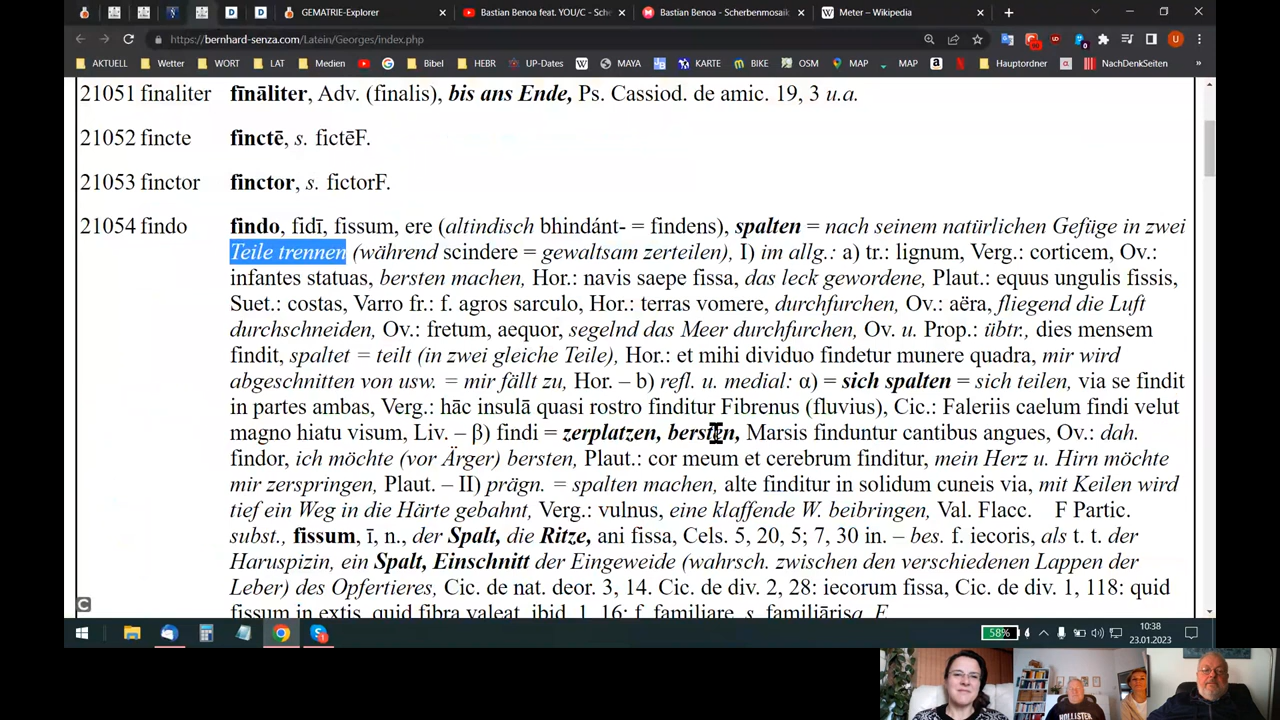 GEMATRIE-Explorer
Bastian Benoa feat. YOU/C - Sch
Bastian Benoa - Scherbenmosaik
Meter – Wikipedia
https://bernhard-senza.com/Latein/Georges/index.php
AKTUELL Wetter WORT LAT Medien Bibel HEBR UP-Dates MAYA KARTE BIKE OSM MAP MAP Hauptordner NachDenkSeiten
21051 finaliter fīnāliter, Adv. (finalis), bis ans Ende, Ps. Cassiod. de amic. 19, 3 u.a.
21052 fincte finctē, s. fictēF.
21053 finctor finctor, s. fictorF.
21054 findo findo, fidī, fissum, ere (altindisch bhindánt- = findens), spalten = nach seinem natürlichen Gefüge in zwei
Teile trennen (während scindere = gewaltsam zerteilen), I) im allg.: a) tr.: lignum, Verg.: corticem, Ov.:
infantes statuas, bersten machen, Hor.: navis saepe fissa, das leck gewordene, Plaut.: equus ungulis fissis,
Suet.: costas, Varro fr.: f. agros sarculo, Hor.: terras vomere, durchfurchen, Ov.: aëra, fliegend die Luft
durchschneiden, Ov.: fretum, aequor, segelnd das Meer durchfurchen, Ov. u. Prop.: übtr., dies mensem
findit, spaltet = teilt (in zwei gleiche Teile), Hor.: et mihi dividuo findetur munere quadra, mir wird
abgeschnitten von usw. = mir fällt zu, Hor. – b) refl. u. medial: α) = sich spalten = sich teilen, via se findit
in partes ambas, Verg.: hāc insulā quasi rostro finditur Fibrenus (fluvius), Cic.: Faleriis caelum findi velut
magno hiatu visum, Liv. – β) findi = zerplatzen, bersten, Marsis finduntur cantibus angues, Ov.: dah.
findor, ich möchte (vor Ärger) bersten, Plaut.: cor meum et cerebrum finditur, mein Herz u. Hirn möchte
mir zerspringen, Plaut. – II) prägn. = spalten machen, alte finditur in solidum cuneis via, mit Keilen wird
tief ein Weg in die Härte gebahnt, Verg.: vulnus, eine klaffende W. beibringen, Val. Flacc. F Partic.
subst., fissum, ī, n., der Spalt, die Ritze, ani fissa, Cels. 5, 20, 5; 7, 30 in. – bes. f. iecoris, als t. t. der
Haruspizin, ein Spalt, Einschnitt der Eingeweide (wahrsch. zwischen den verschiedenen Lappen der
Leber) des Opfertieres, Cic. de nat. deor. 3, 14. Cic. de div. 2, 28: iecorum fissa, Cic. de div. 1, 118: quid
fissum in extis, quid fibra valeat, ibid. 1, 16: f. familiare, s. familiārisα. F.
58%
10:38
23.01.2023
HOLLISTER